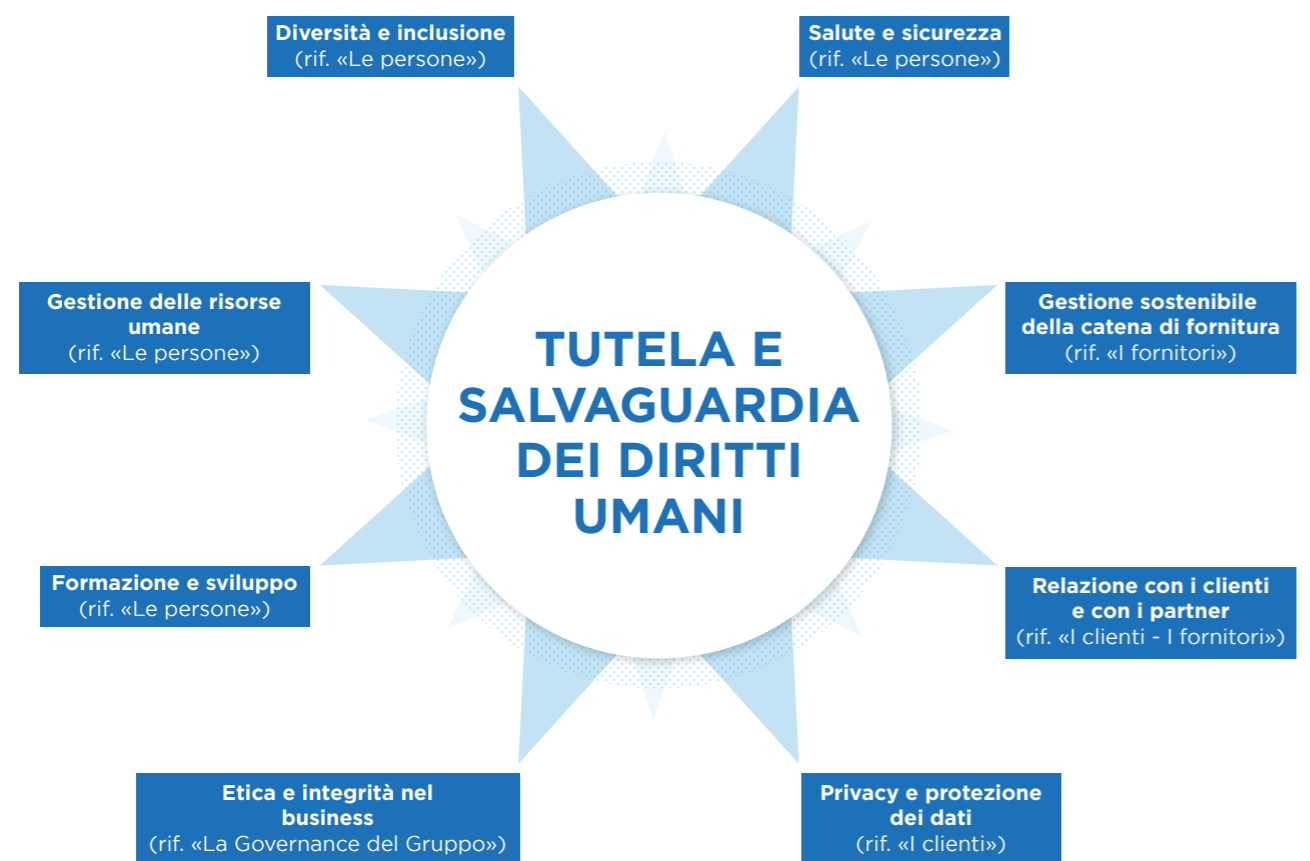 Diversità e inclusione
(rif. «Le persone»)
Salute e sicurezza
(rif. «Le persone»)
Gestione delle risorse
umane
(rif. «Le persone»)
Gestione sostenibile
della catena di fornitura
(rif. «I fornitori»)
TUTELA E
SALVAGUARDIA
DEI DIRITTI
UMANI
Formazione e sviluppo
(rif. «Le persone»)
Relazione con i clienti
e con i partner
(rif. «I clienti - I fornitori»)
Etica e integrità nel
business
(rif. «La Governance del Gruppo»)
Privacy e protezione
dei dati
(rif. «I clienti»)